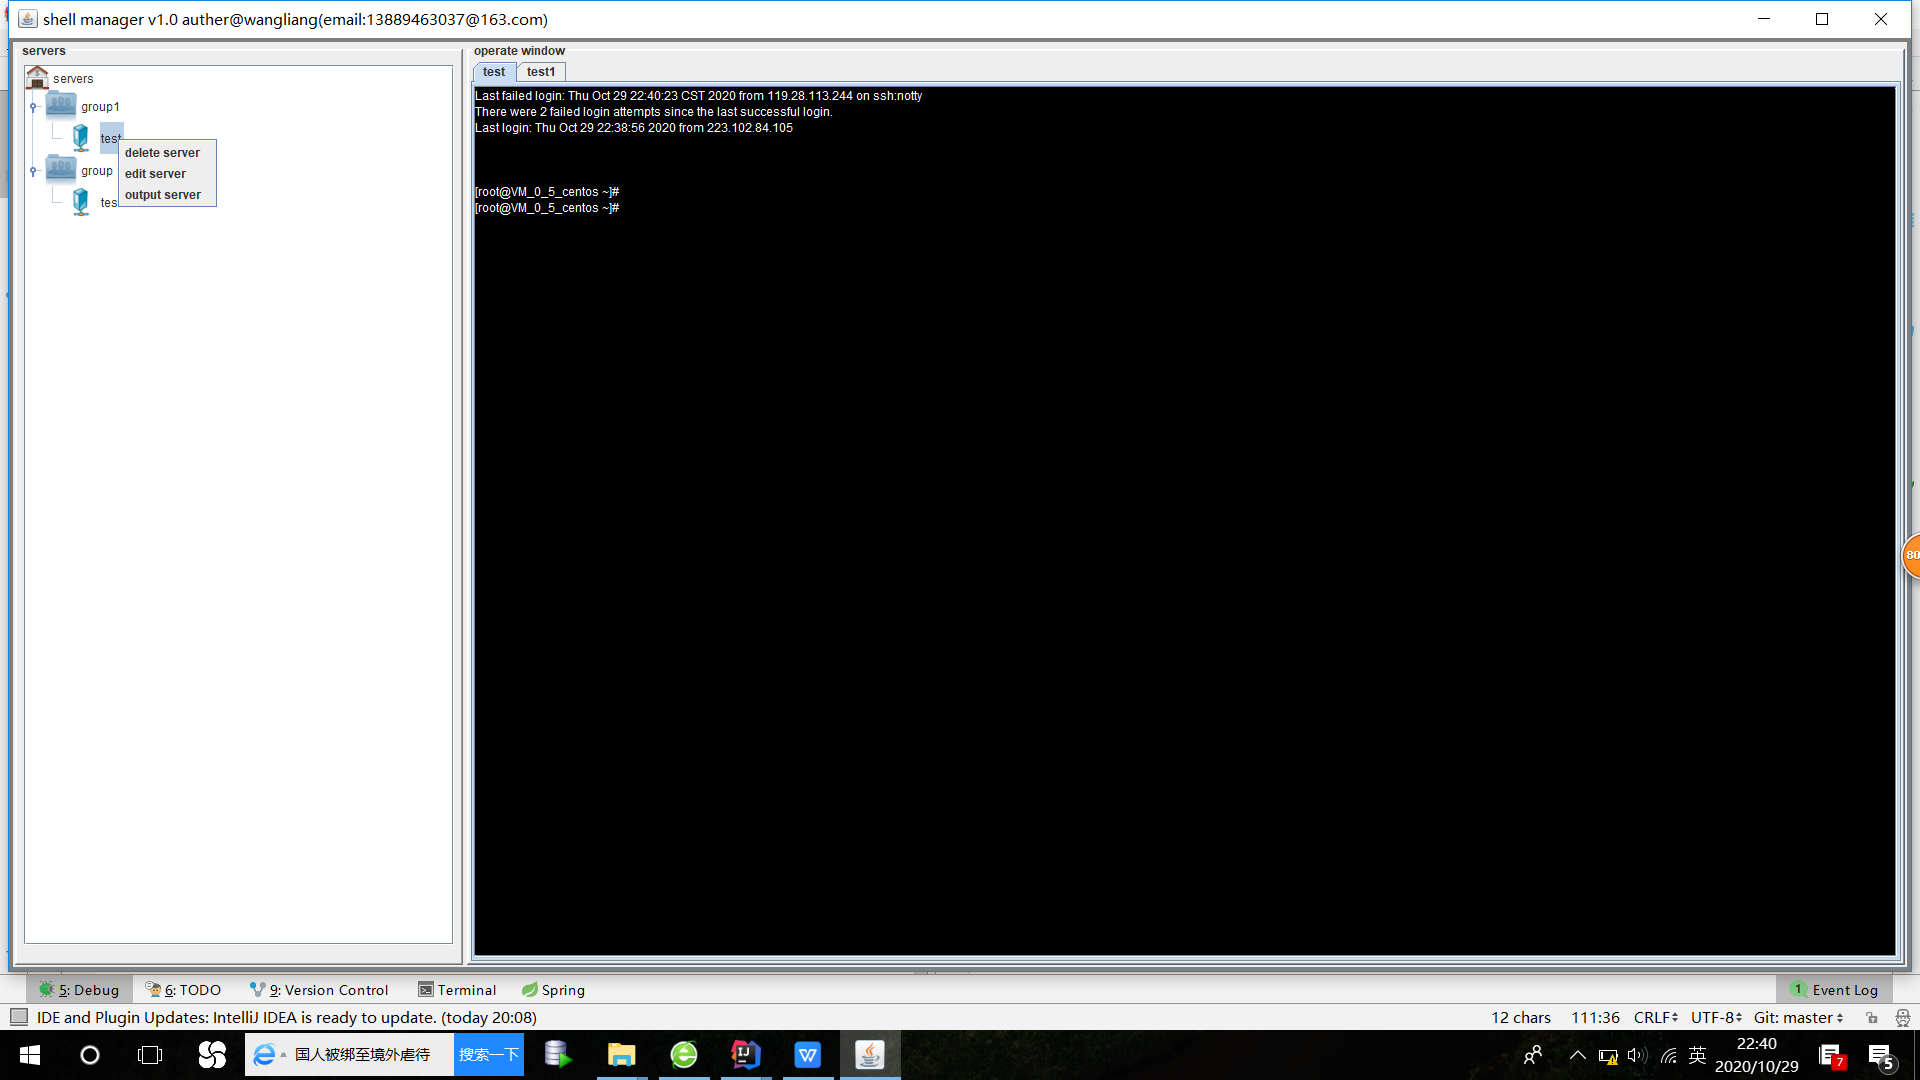 shell manager v1.0 auther@wangliang(email:13889463037@163.com)
servers
servers
group1
test
delete server
edit server
output server
group
tes
operate window
test
test1
Last failed login: Thu Oct 29 22:40:23 CST 2020 from 119.28.113.244 on ssh:notty
There were 2 failed login attempts since the last successful login.
Last login: Thu Oct 29 22:38:56 2020 from 223.102.84.105
[root@VM_0_5_centos ~]#
[root@VM_0_5_centos ~]#
80
5: Debug
6: TODO
9: Version Control
Terminal
Spring
1
Event Log
IDE and Plugin Updates: IntelliJ IDEA is ready to update. (today 20:08)
12 chars
111:36
CRLF
UTF-8
Git: master
国人被绑至境外虐待
搜索一下
IJ
W
英
22:40
2020/10/29
7
5